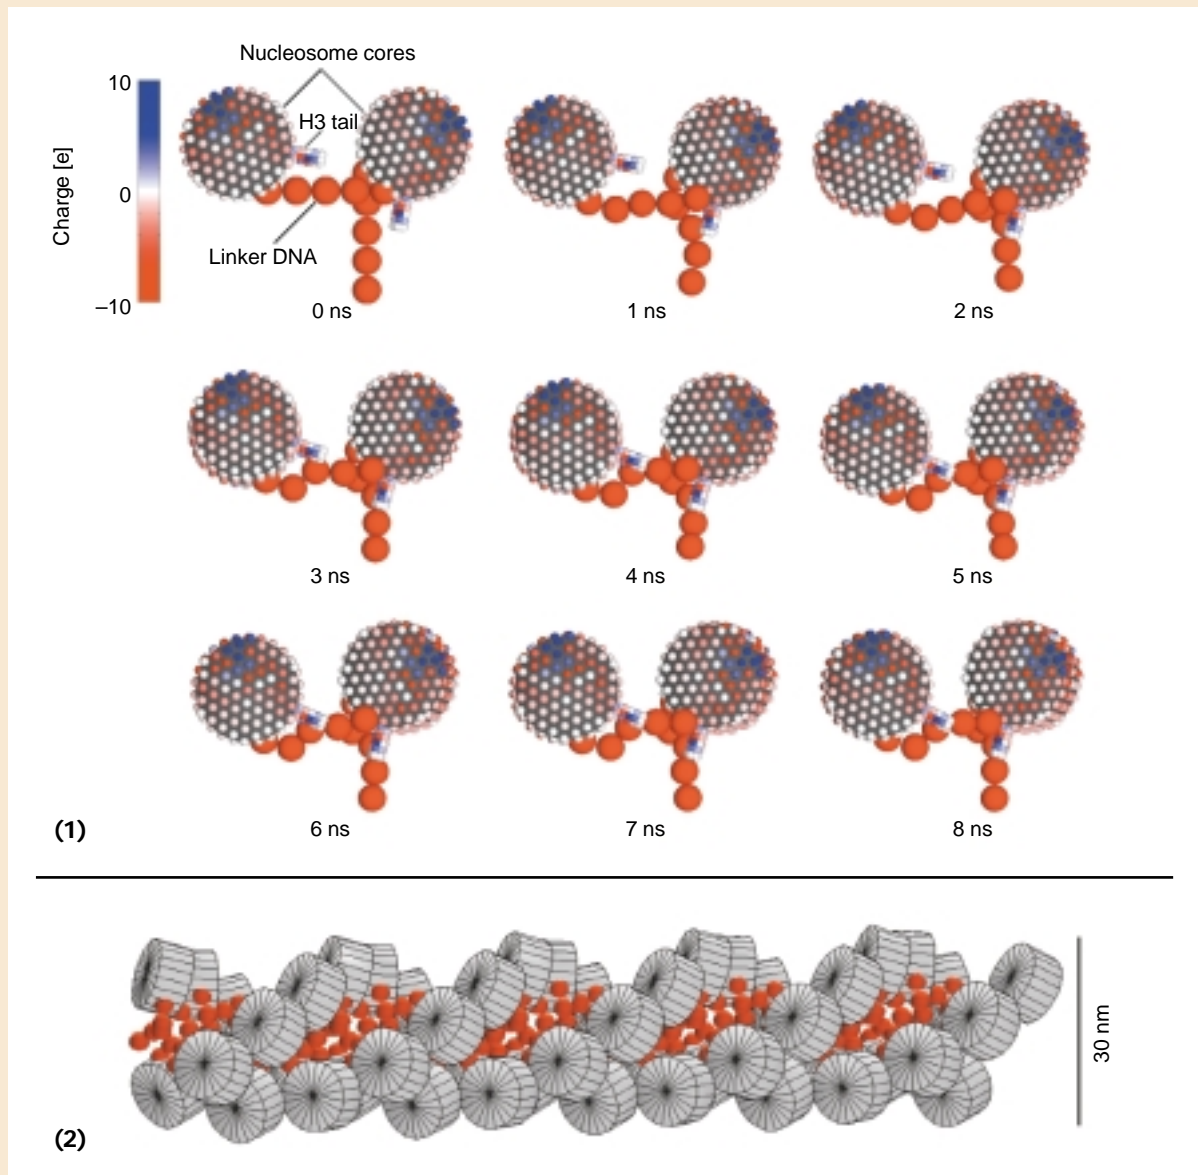 Nucleosome cores
10
H3 tail
Charge [e]
0
Linker DNA
–10
0 ns
1 ns
2 ns
3 ns
4 ns
5 ns
6 ns
7 ns
8 ns
(1)
30 nm
(2)